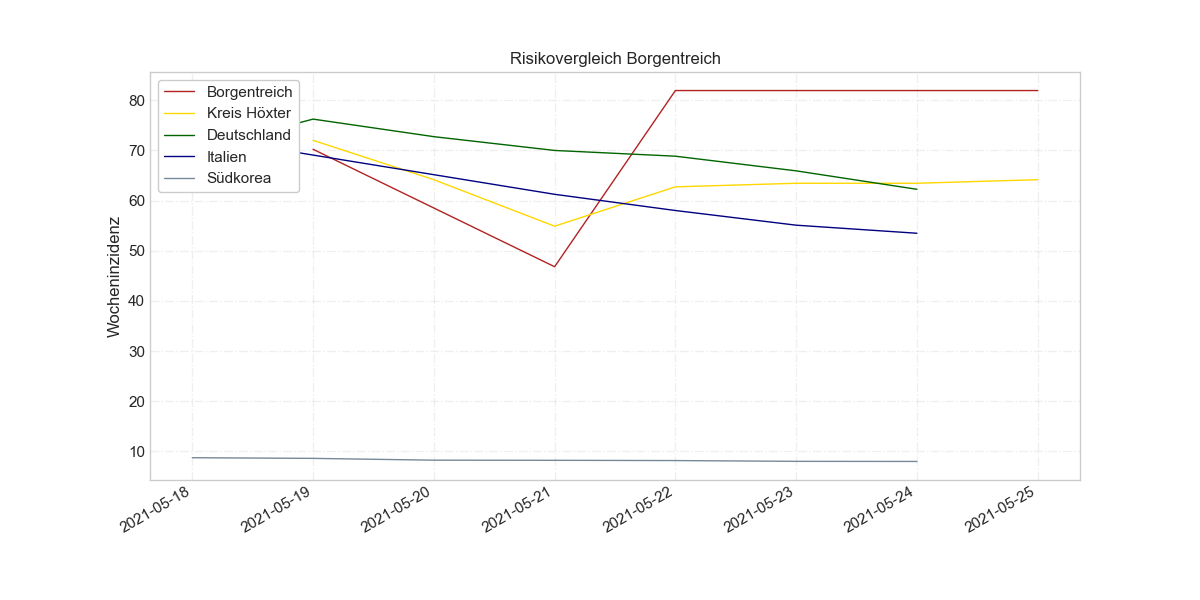 Risikovergleich Borgentreich
Borgentreich
Kreis Höxter
Deutschland
Italien
Südkorea
Wocheninzidenz
80
70
60
50
40
30
20
10
2021-05-18
2021-05-19
2021-05-20
2021-05-21
2021-05-22
2021-05-23
2021-05-24
2021-05-25